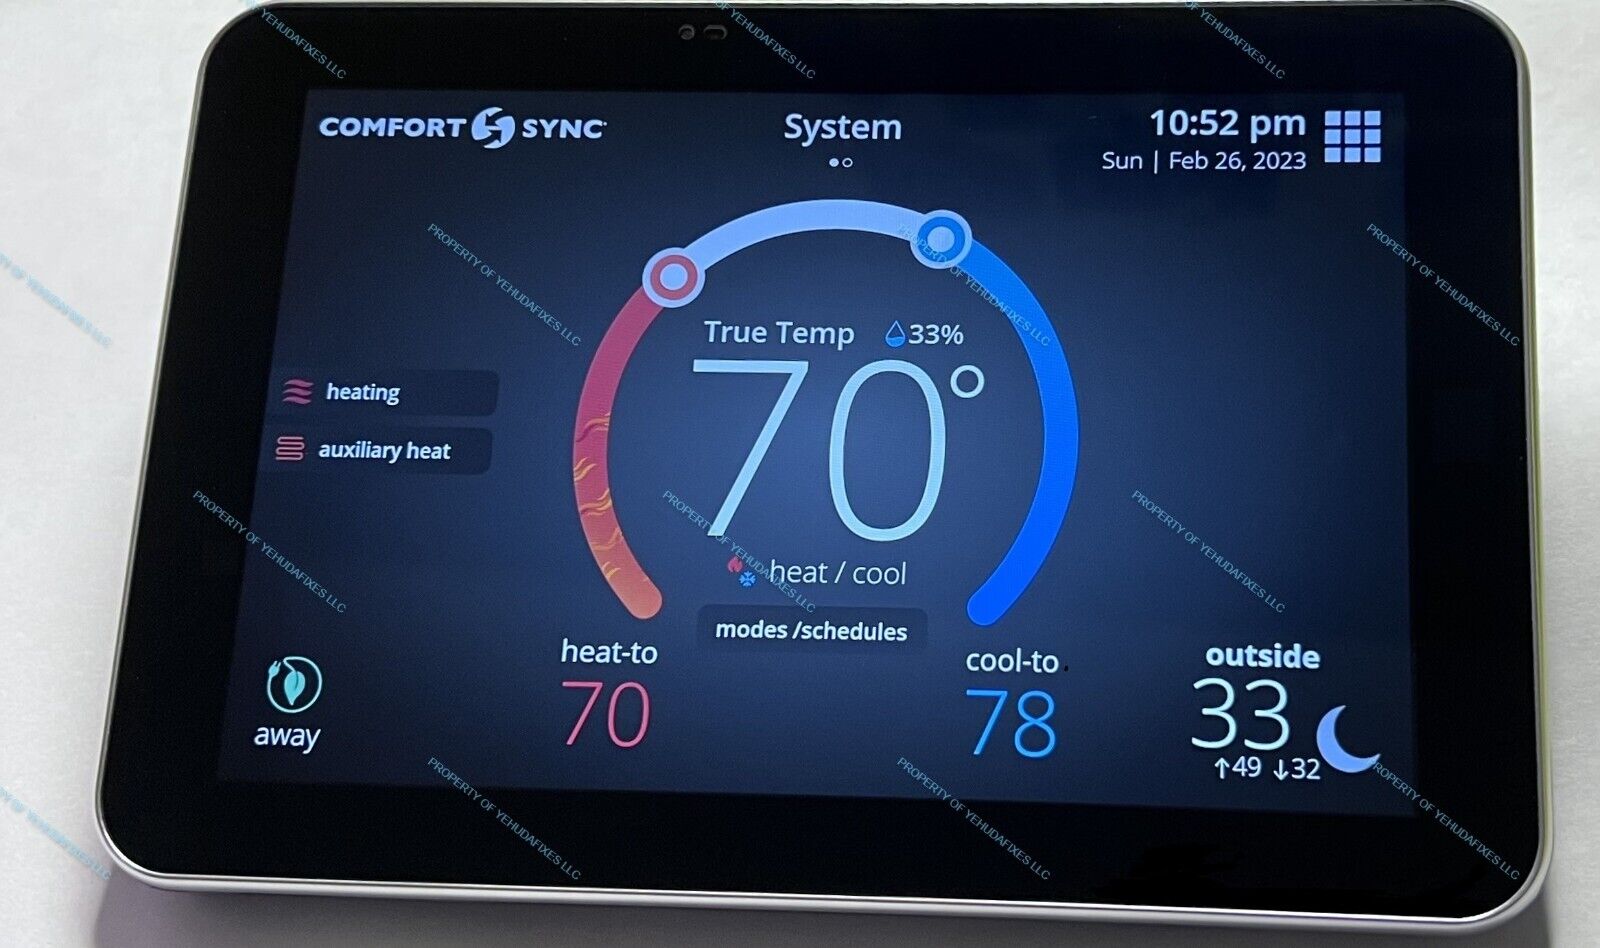 COMFORT SYNC
System
10:52 pm
Sun | Feb 26, 2023
True Temp 33%
70°
heating
auxiliary heat
heat / cool
modes /schedules
heat-to
70
cool-to
78
outside
33
↑49 ↓32
away
PROPERTY OF YEHUDAFIXES LLC
PROPERTY OF YEHUDAFIXES LLC
PROPERTY OF YEHUDAFIXES LLC
PROPERTY OF YEHUDAFIXES LLC
PROPERTY OF YEHUDAFIXES LLC
PROPERTY OF YEHUDAFIXES LLC
PROPERTY OF YEHUDAFIXES LLC
PROPERTY OF YEHUDAFIXES LLC
PROPERTY OF YEHUDAFIXES LLC
PROPERTY OF YEHUDAFIXES LLC
PROPERTY OF YEHUDAFIXES LLC
PROPERTY OF YEHUDAFIXES LLC